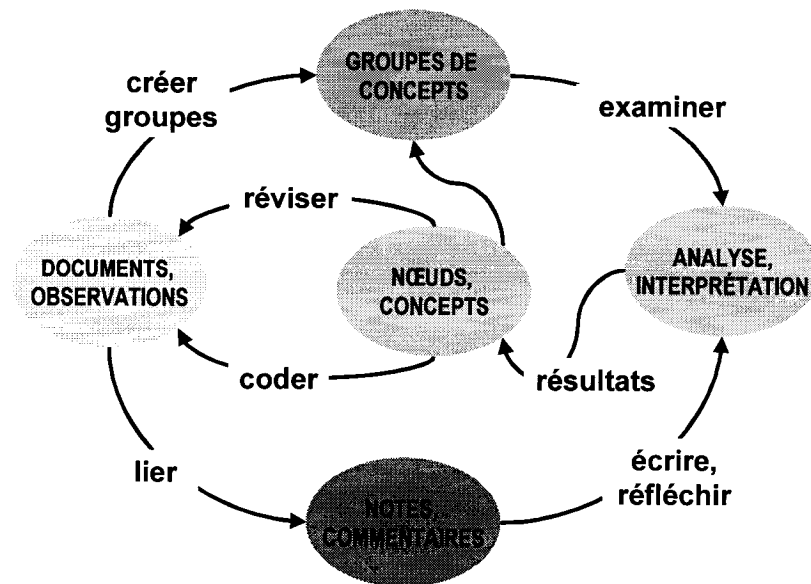 GROUPES DE
CONCEPTS
créer
groupes
examiner
réviser
DOCUMENTS,
OBSERVATIONS
NŒUDS,
CONCEPTS
ANALYSE,
INTERPRÉTATION
coder
résultats
lier
écrire,
réfléchir
NOTES,
COMMENTAIRES